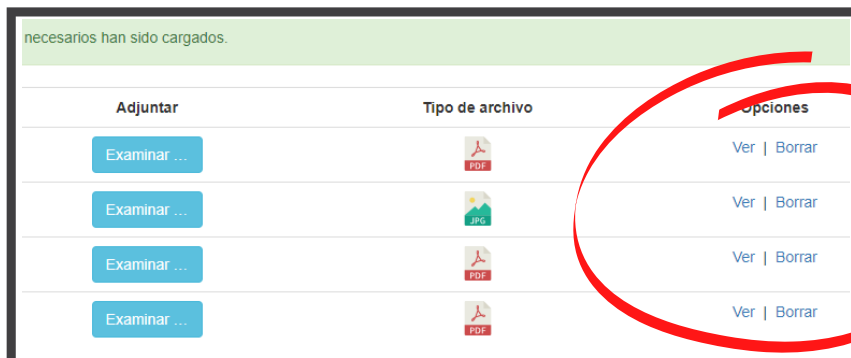 necesarios han sido cargados.
Adjuntar Tipo de archivo Opciones
Examinar ... PDF Ver | Borrar
Examinar ... JPG Ver | Borrar
Examinar ... PDF Ver | Borrar
Examinar ... PDF Ver | Borrar